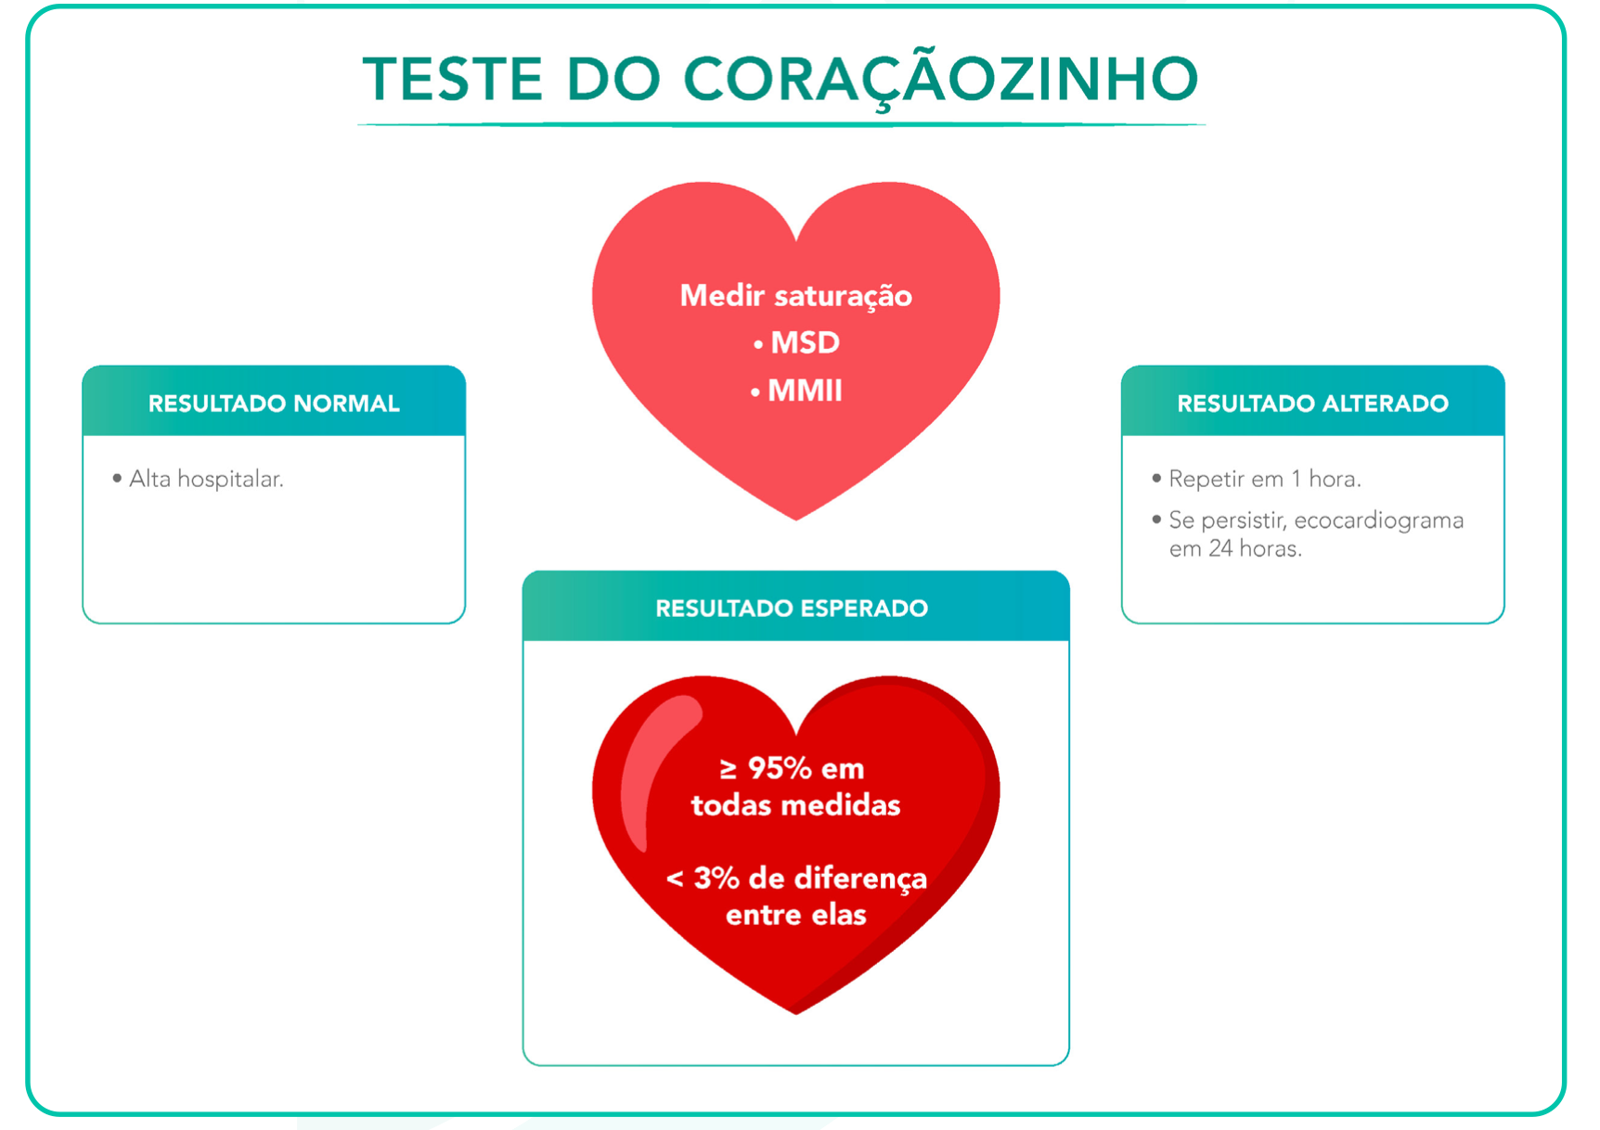 TESTE DO CORAÇÃOZINHO
Medir saturação
• MSD
• MMII
RESULTADO NORMAL
• Alta hospitalar.
RESULTADO ALTERADO
• Repetir em 1 hora.
• Se persistir, ecocardiograma
em 24 horas.
RESULTADO ESPERADO
≥ 95% em
todas medidas
< 3% de diferença
entre elas